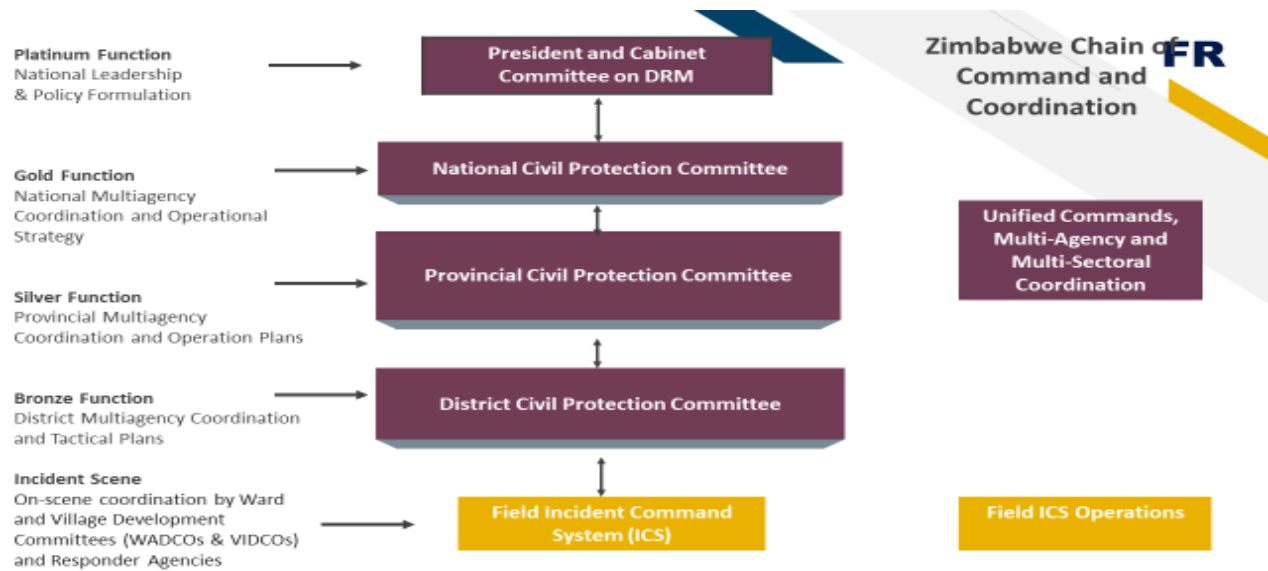 Platinum Function
National Leadership
& Policy Formulation
President and Cabinet
Committee on DRM
Zimbabwe Chain of
Command and
Coordination
FR
Gold Function
National Multiagency
Coordination and Operational
Strategy
National Civil Protection Committee
Unified Commands,
Multi-Agency and
Multi-Sectoral
Coordination
Silver Function
Provincial Multiagency
Coordination and Operation Plans
Provincial Civil Protection Committee
Bronze Function
District Multiagency Coordination
and Tactical Plans
District Civil Protection Committee
Incident Scene
On-scene coordination by Ward
and Village Development
Committees (WADCOs & VIDCOs)
and Responder Agencies
Field Incident Command
System (ICS)
Field ICS Operations